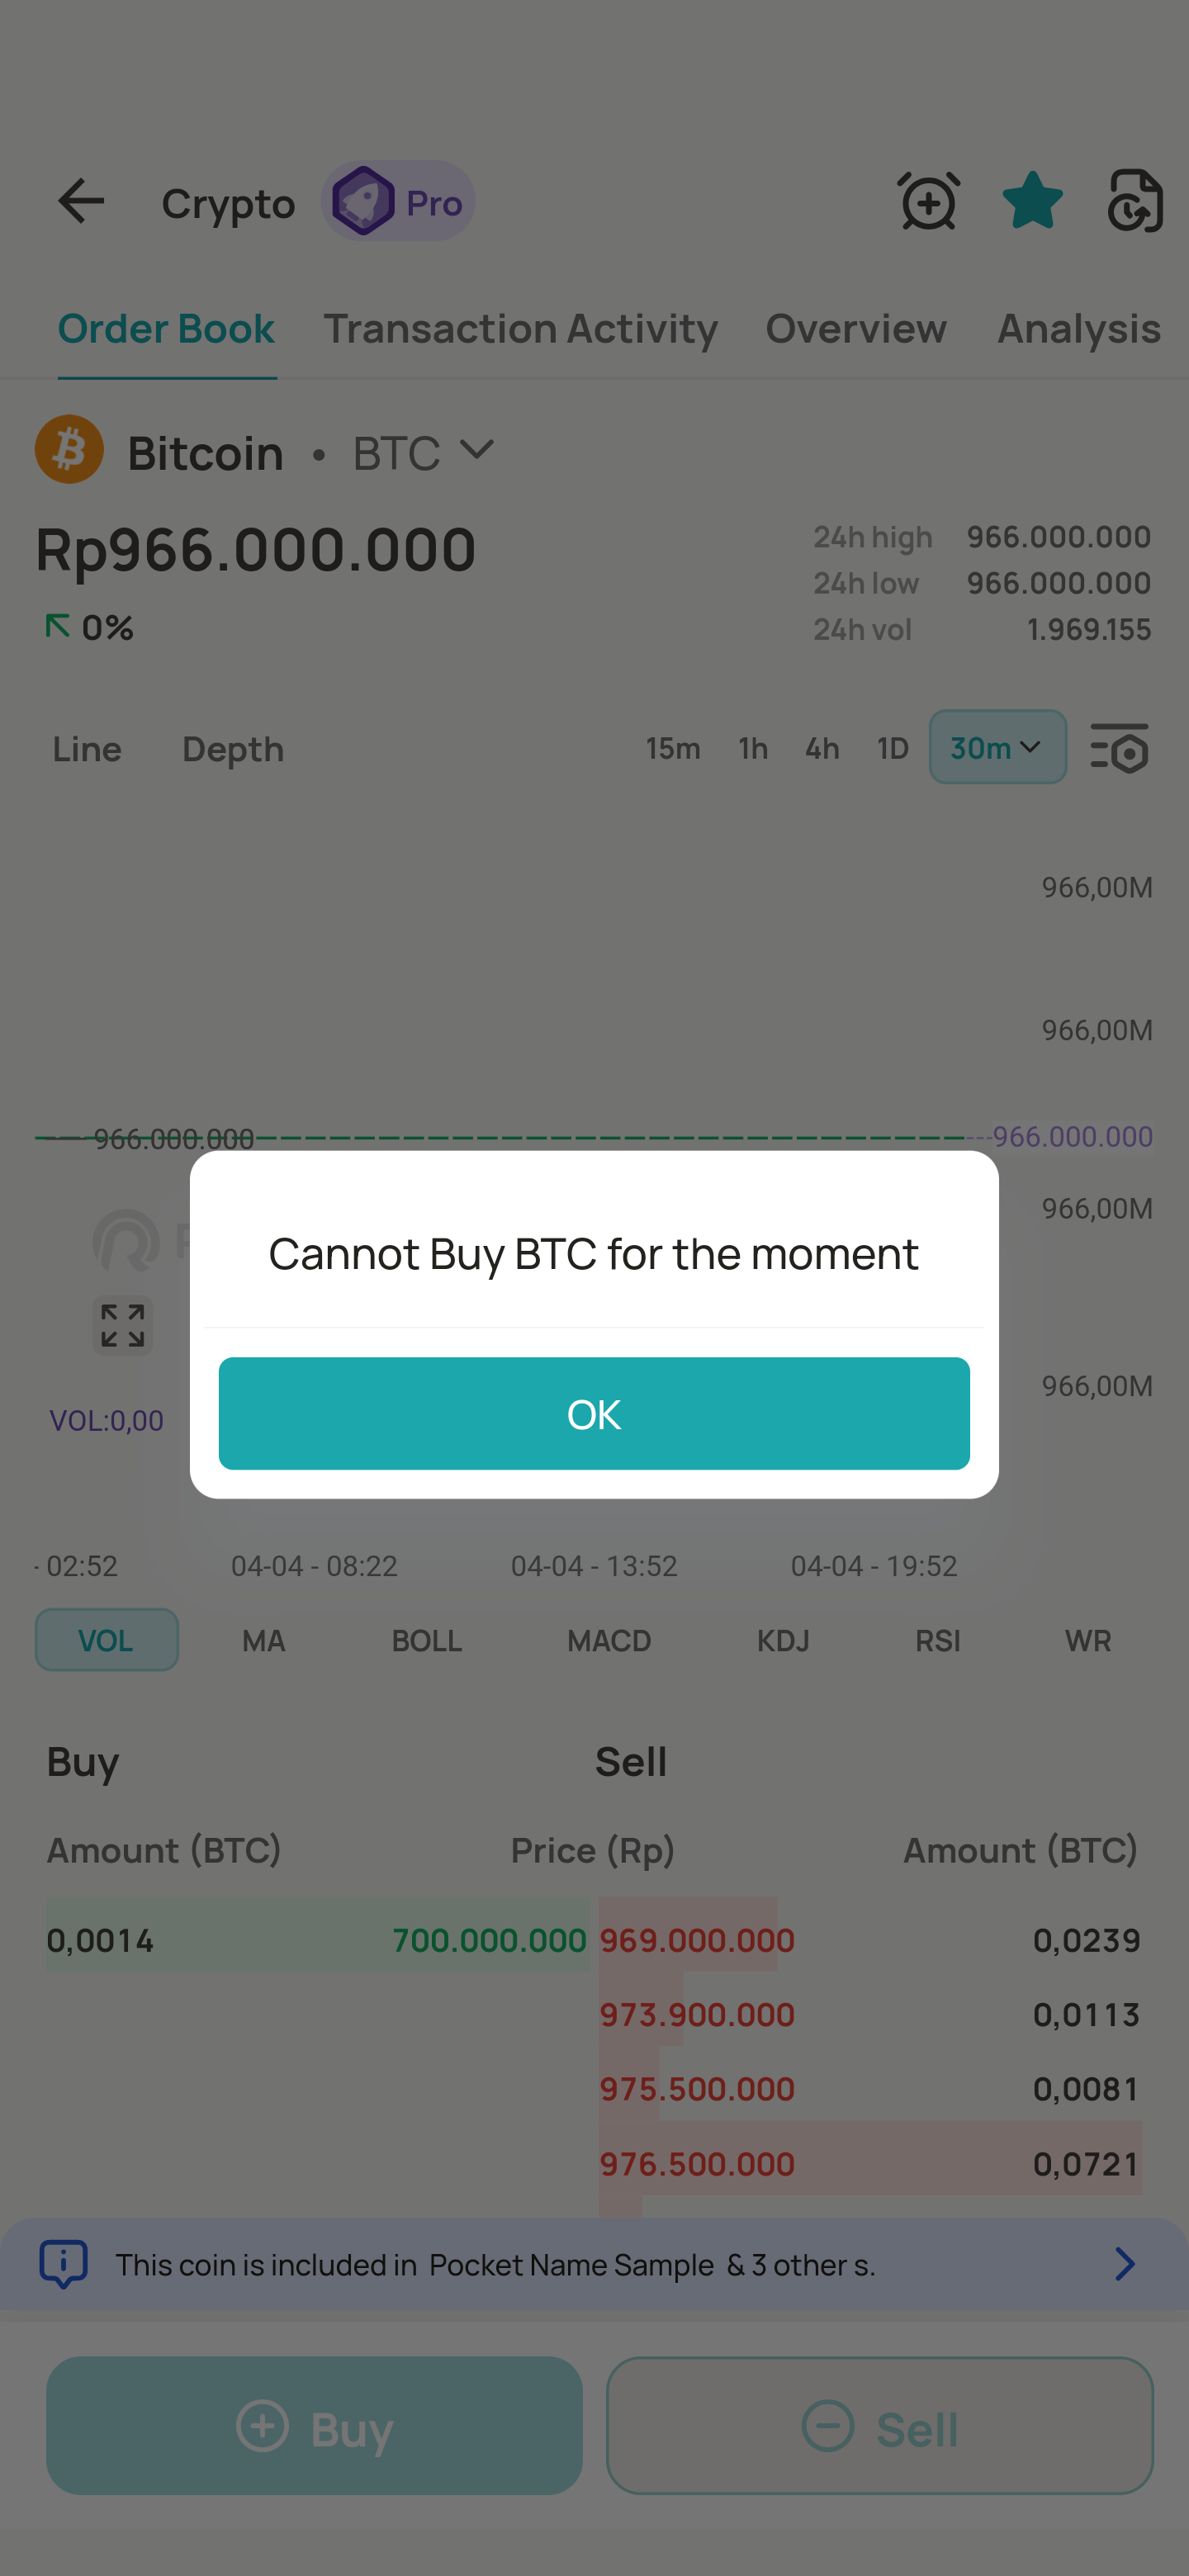 Crypto Pro
Order Book Transaction Activity Overview Analysis
Bitcoin • BTC
Rp966.000.000
0%
24h high 966.000.000
24h low 966.000.000
24h vol 1.969.155
Line Depth 15m 1h 4h 1D 30m
966,00M
966,00M
966.000.000 966.000.000
966,00M
Cannot Buy BTC for the moment
966,00M
OK
VOL:0,00
- 02:52 04-04 - 08:22 04-04 - 13:52 04-04 - 19:52
VOL MA BOLL MACD KDJ RSI WR
Buy Sell
Amount (BTC) Price (Rp) Amount (BTC)
0,0014 700.000.000 969.000.000 0,0239
973.900.000 0,0113
975.500.000 0,0081
976.500.000 0,0721
This coin is included in Pocket Name Sample & 3 other s.
Buy Sell